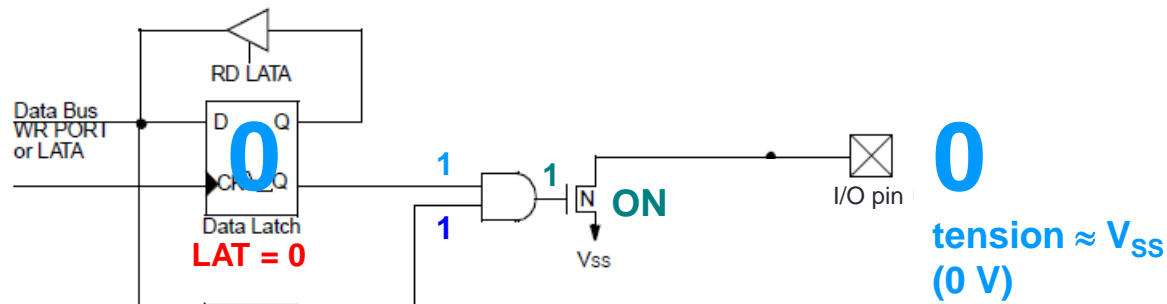 RD LATA
Data Bus
WR PORT
or LATA
D
Q
0
CK
Q
Data Latch
LAT = 0
1
1
1
N
ON
Vss
I/O pin
0
tension ≈ VSS
(0 V)